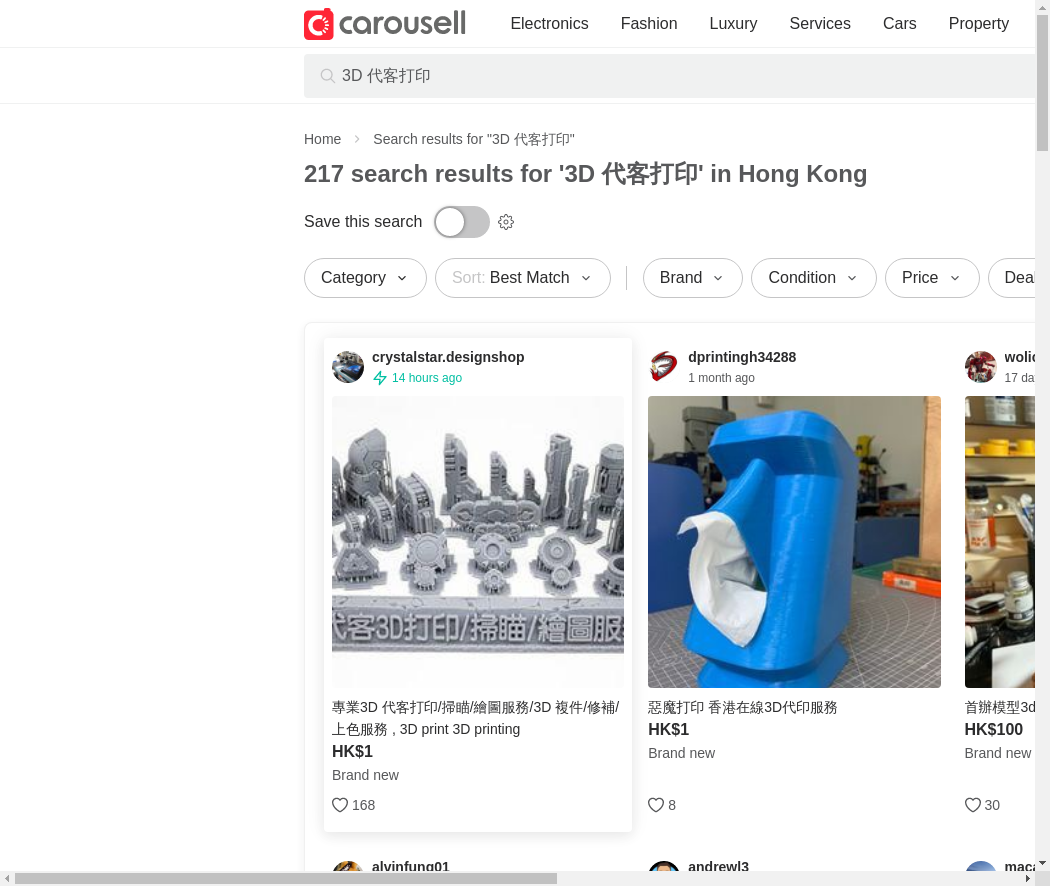 carousell
Electronics
Fashion
Luxury
Services
Cars
Property
3D 代客打印
Home
Search results for "3D 代客打印"
217 search results for '3D 代客打印' in Hong Kong
Save this search
Category
Sort: Best Match
Brand
Condition
Price
crystalstar.designshop
14 hours ago
代客3D打印/掃瞄/繪圖服
專業3D 代客打印/掃瞄/繪圖服務/3D 複件/修補/
上色服務 , 3D print 3D printing
HK$1
Brand new
168
dprintingh34288
1 month ago
惡魔打印 香港在線3D代印服務
HK$1
Brand new
8
17 da
首辦模型3d
HK$100
Brand new
30
alvinfung01
andrewl3